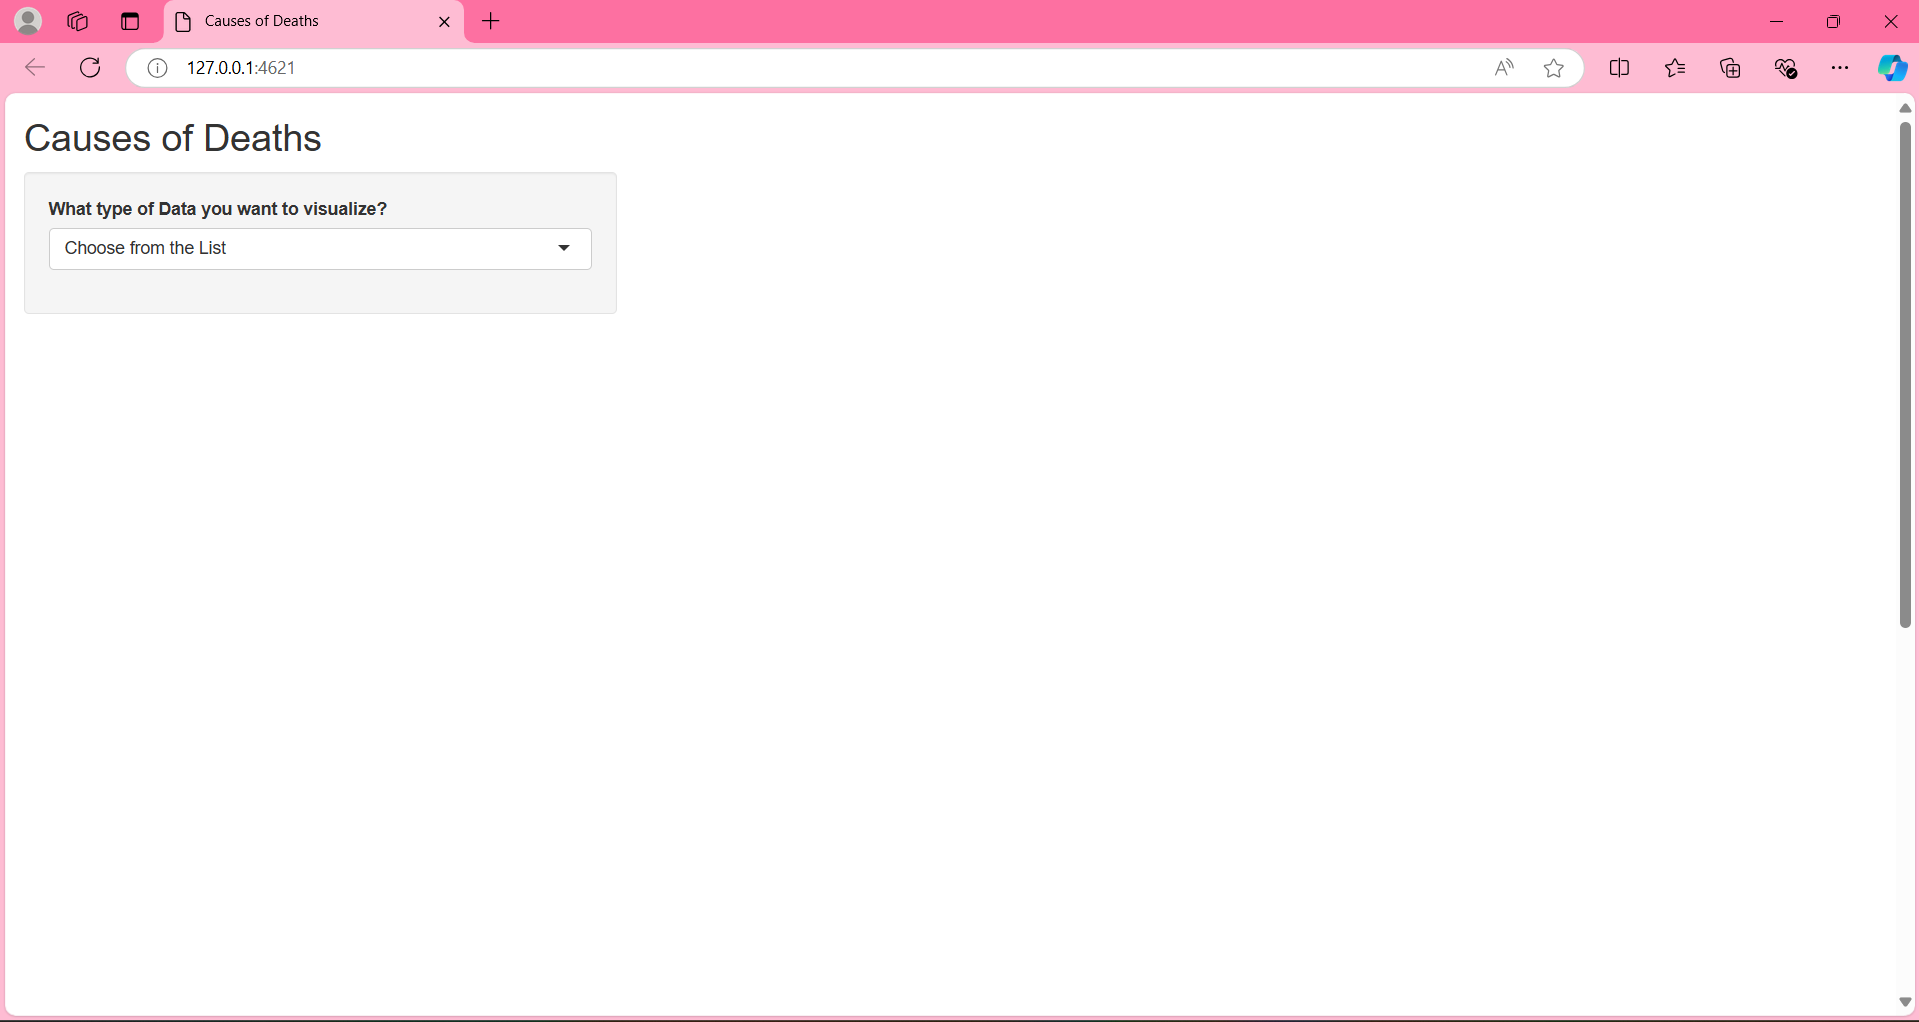 Causes of Deaths
127.0.0.1:4621
Causes of Deaths
What type of Data you want to visualize?
Choose from the List